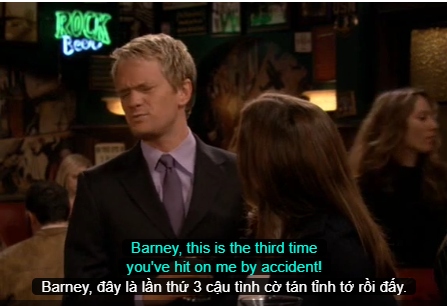 ROCK
Beer
Barney, this is the third time
you've hit on me by accident!
Barney, đây là lần thứ 3 cậu tình cờ tán tỉnh tớ rồi đấy.